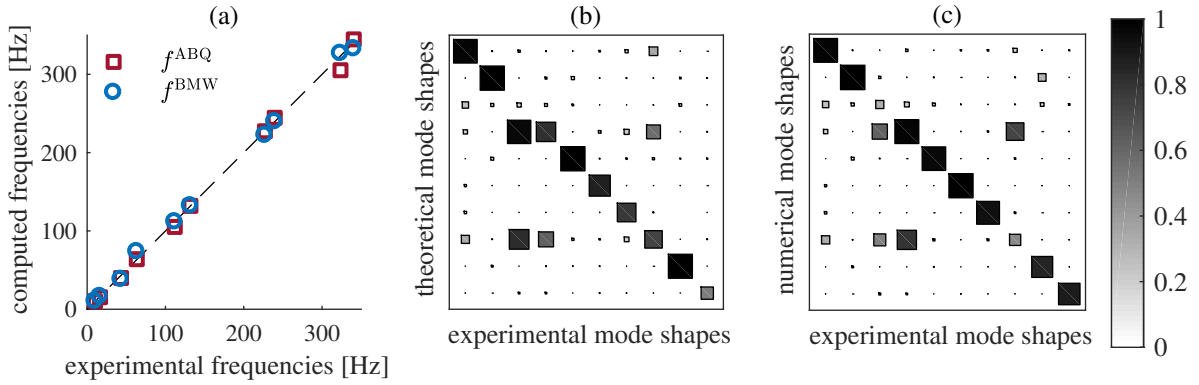 (a)
computed frequencies [Hz]
300
200
100
0
f^ABQ
f^BMW
0
100
200
300
experimental frequencies [Hz]
(b)
theoretical mode shapes
experimental mode shapes
(c)
numerical mode shapes
experimental mode shapes
1
0.8
0.6
0.4
0.2
0